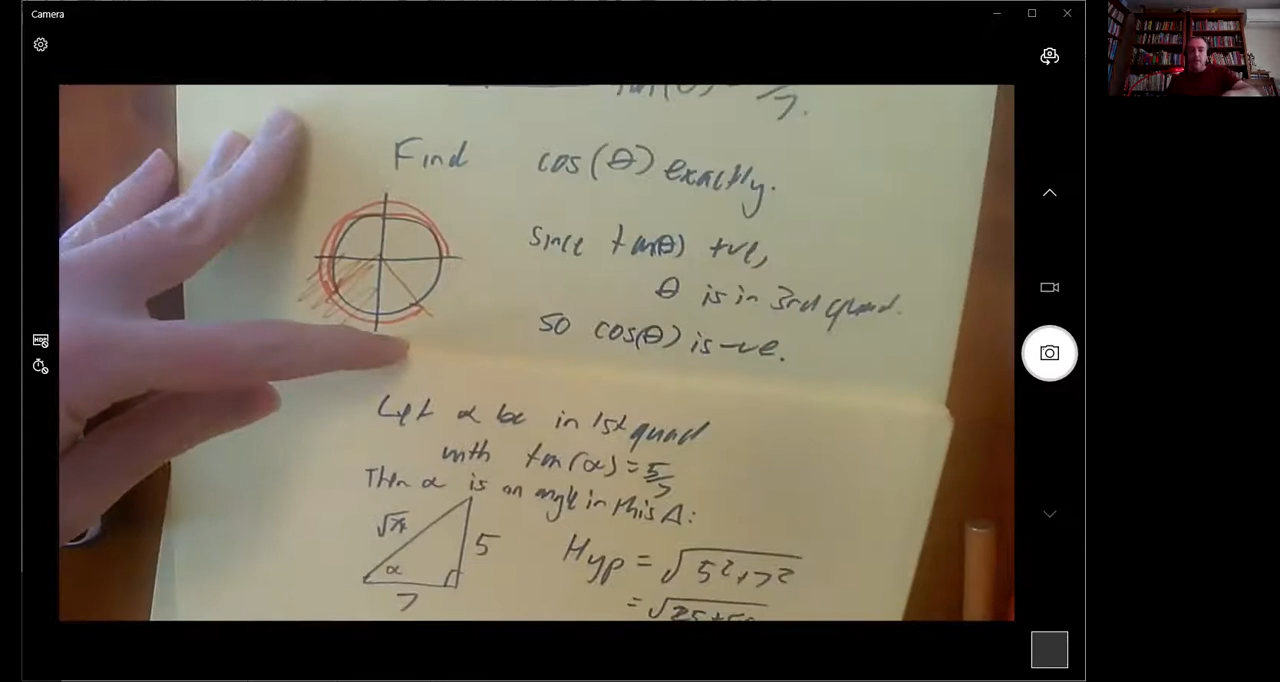 Camera
Find cos(θ) exactly.
Since tan(θ) +ve,
θ is in 3rd quad.
so cos(θ) is -ve.
Let α be in 1st quad
with tan(α) = 5/7
Then α is an angle in this Δ:
5
α
7
Hyp = √5²+7²
= √25+